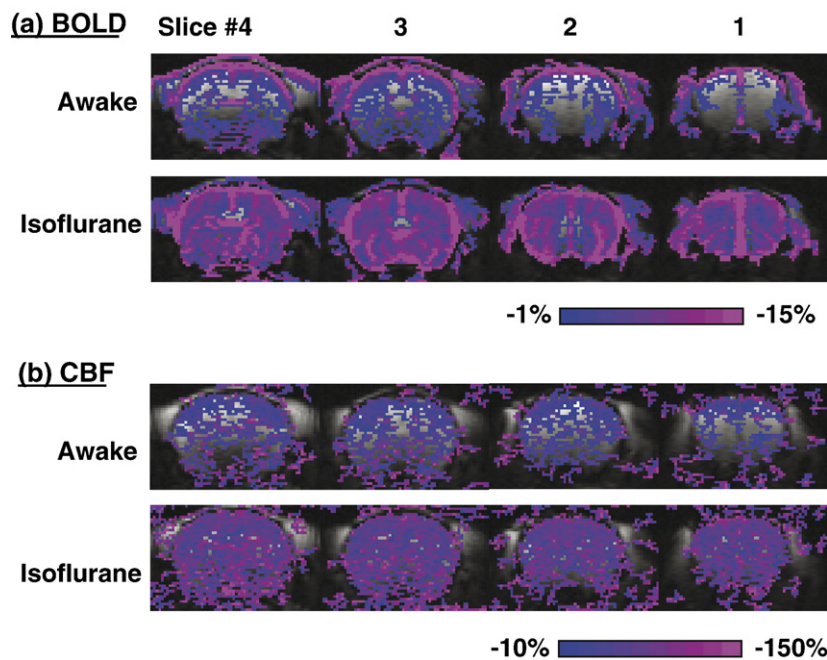 (a) BOLD
Slice #4 3 2 1
Awake
Isoflurane
-1% -15%
(b) CBF
Awake
Isoflurane
-10% -150%